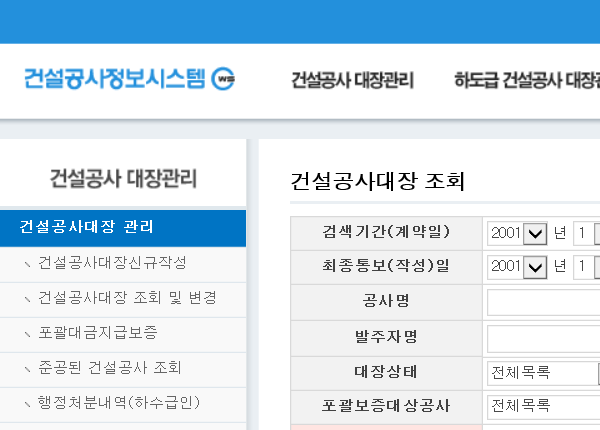 건설공사정보시스템 CWS
건설공사 대장관리
하도급 건설공사 대장관
건설공사 대장관리
건설공사대장 관리
건설공사대장신규작성
건설공사대장 조회 및 변경
포괄대금지급보증
준공된 건설공사 조회
행정처분내역(하수급인)
건설공사대장 조회
검색기간(계약일) 2001 년 1
최종통보(작성)일 2001 년 1
공사명
발주자명
대장상태 전체목록
포괄보증대상공사 전체목록